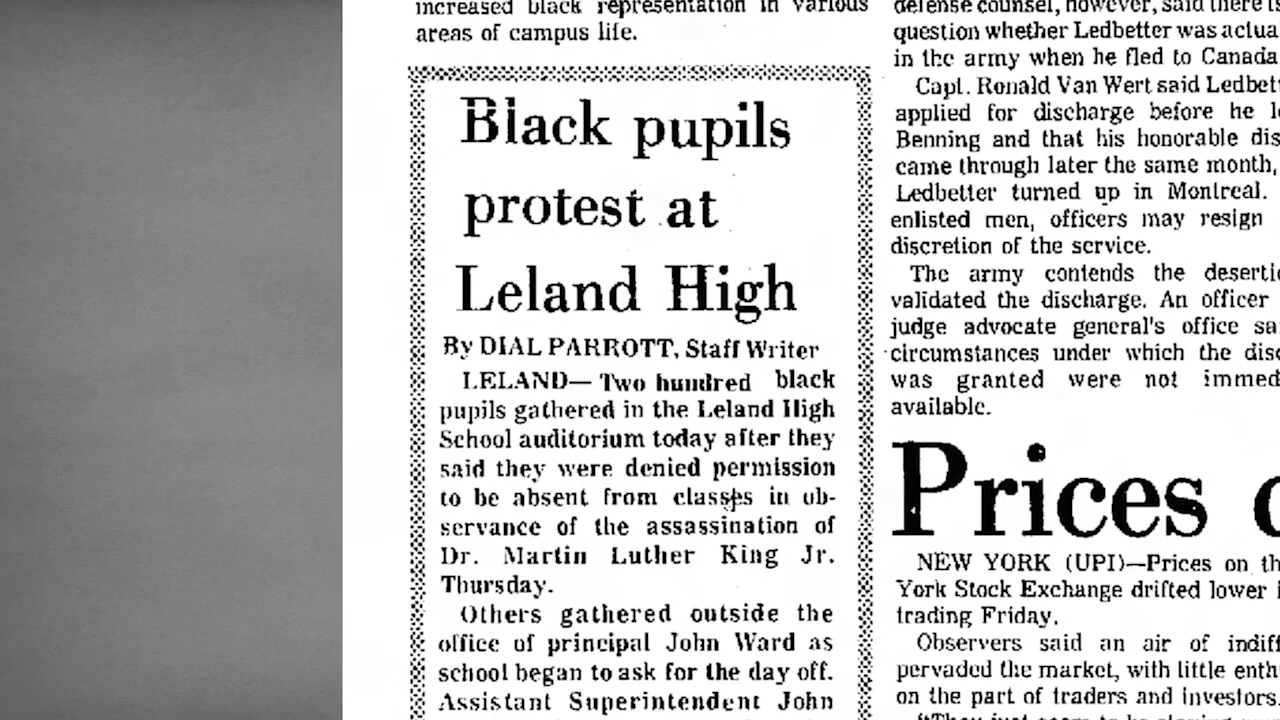 increased black representation in various
areas of campus life.
Black pupils
protest at
Leland High
By DIAL PARROTT, Staff Writer
LELAND— Two hundred black
pupils gathered in the Leland High
School auditorium today after they
said they were denied permission
to be absent from classes in ob-
servance of the assassination of
Dr. Martin Luther King Jr.
Thursday.
Others gathered outside the
office of principal John Ward as
school began to ask for the day off.
Assistant Superintendent John
defense counsel, however, said there is
question whether Ledbetter was actua
in the army when he fled to Canada
Capt. Ronald Van Wert said Ledbett
applied for discharge before he l
Benning and that his honorable dis
came through later the same month,
Ledbetter turned up in Montreal.
enlisted men, officers may resign
discretion of the service.
The army contends the deserti
validated the discharge. An officer
judge advocate general's office sa
circumstances under which the disc
was granted were not immed
available.
Prices
NEW YORK (UPI)—Prices on th
York Stock Exchange drifted lower i
trading Friday.
Observers said an air of indiff
pervaded the market, with little enth
on the part of traders and investors.